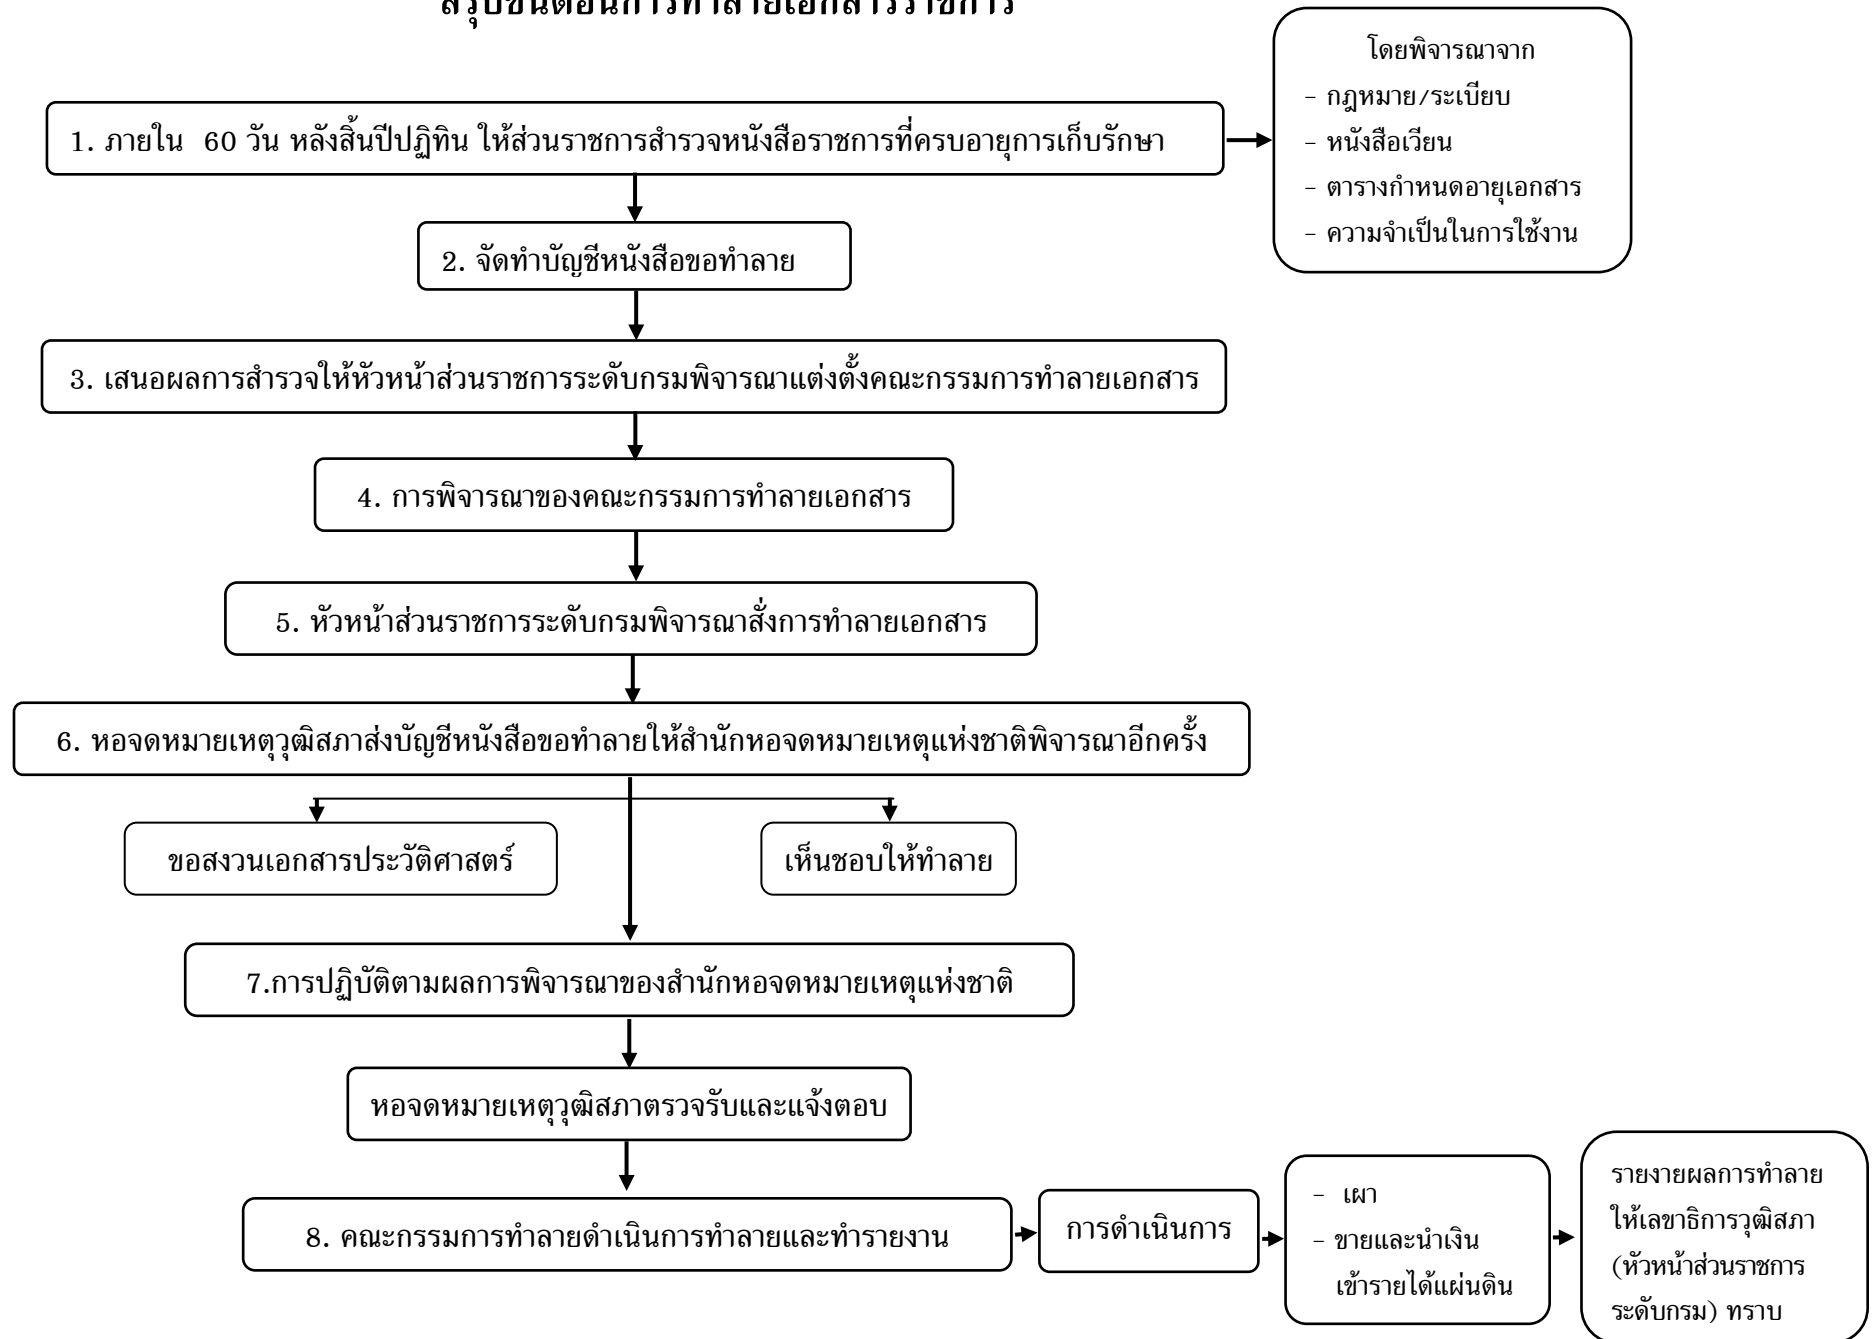 สรุปขั้นตอนการทำลายเอกสารราชการ
โดยพิจารณาจาก
- กฎหมาย/ระเบียบ
- หนังสือเวียน
- ตารางกำหนดอายุเอกสาร
- ความจำเป็นในการใช้งาน
1. ภายใน 60 วัน หลังสิ้นปีปฏิทิน ให้ส่วนราชการสำรวจหนังสือราชการที่ครบอายุการเก็บรักษา
2. จัดทำบัญชีหนังสือขอทำลาย
3. เสนอผลการสำรวจให้หัวหน้าส่วนราชการระดับกรมพิจารณาแต่งตั้งคณะกรรมการทำลายเอกสาร
4. การพิจารณาของคณะกรรมการทำลายเอกสาร
5. หัวหน้าส่วนราชการระดับกรมพิจารณาสั่งการทำลายเอกสาร
6. หอจดหมายเหตุวุฒิสภาส่งบัญชีหนังสือขอทำลายให้สำนักหอจดหมายเหตุแห่งชาติพิจารณาอีกครั้ง
ขอสงวนเอกสารประวัติศาสตร์
เห็นชอบให้ทำลาย
7.การปฏิบัติตามผลการพิจารณาของสำนักหอจดหมายเหตุแห่งชาติ
หอจดหมายเหตุวุฒิสภาตรวจรับและแจ้งตอบ
8. คณะกรรมการทำลายดำเนินการทำลายและทำรายงาน
การดำเนินการ
- เผา
- ขายและนำเงิน
เข้ารายได้แผ่นดิน
รายงายผลการทำลาย
ให้เลขาธิการวุฒิสภา
(หัวหน้าส่วนราชการ
ระดับกรม) ทราบ